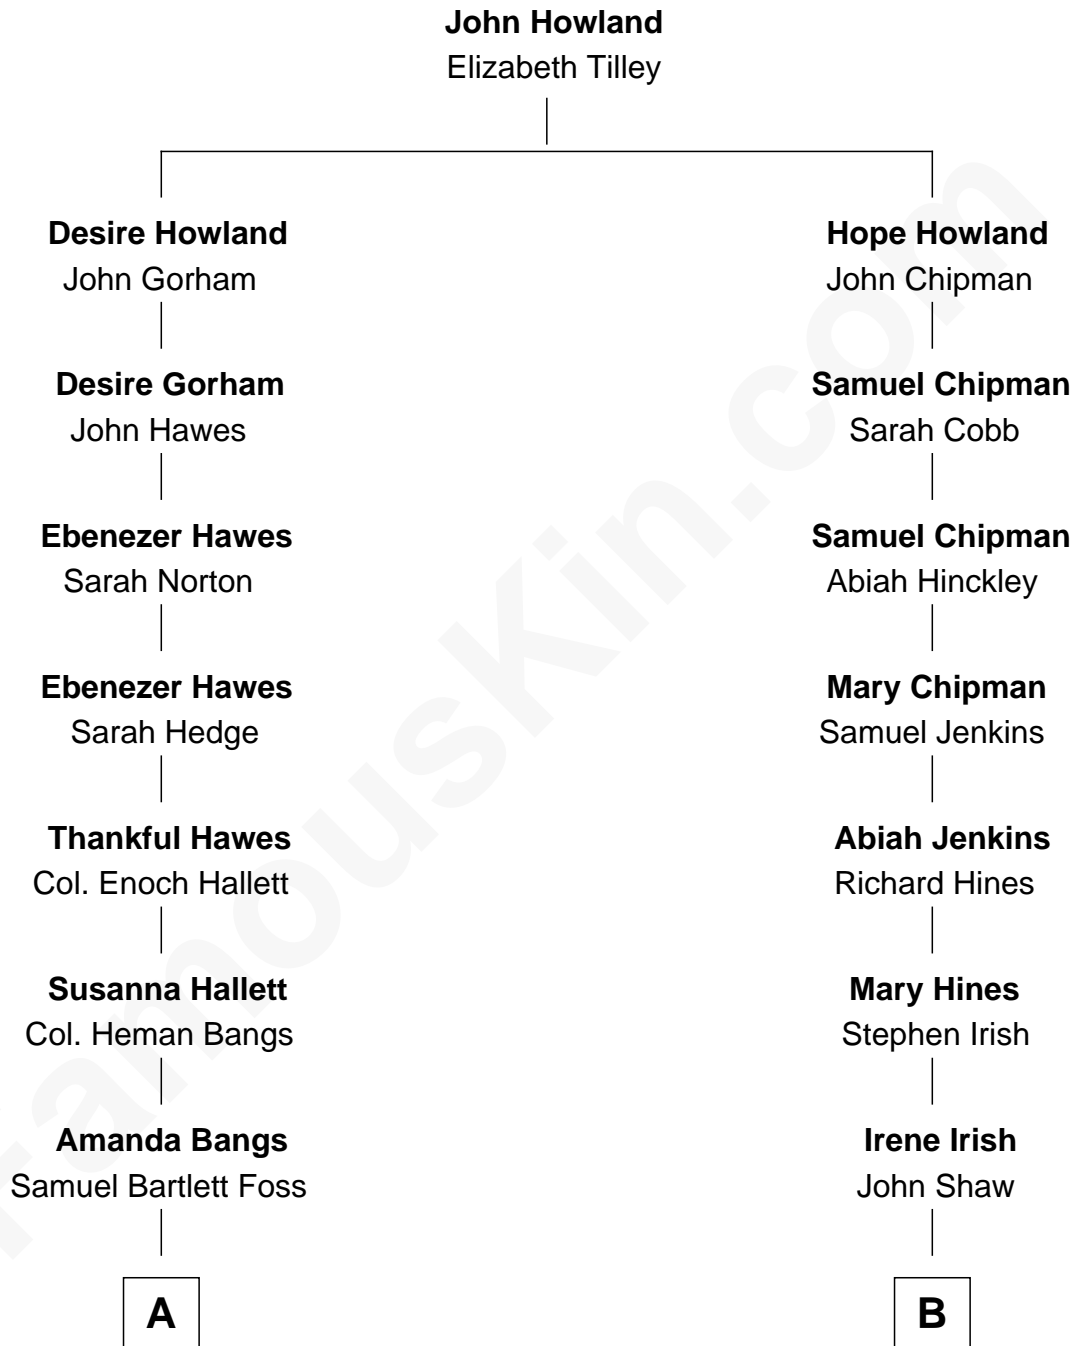 John Howland
Elizabeth Tilley
Desire Howland
John Gorham
Desire Gorham
John Hawes
Ebenezer Hawes
Sarah Norton
Ebenezer Hawes
Sarah Hedge
Thankful Hawes
Col. Enoch Hallett
Susanna Hallett
Col. Heman Bangs
Amanda Bangs
Samuel Bartlett Foss
A
Hope Howland
John Chipman
Samuel Chipman
Sarah Cobb
Samuel Chipman
Abiah Hinckley
Mary Chipman
Samuel Jenkins
Abiah Jenkins
Richard Hines
Mary Hines
Stephen Irish
Irene Irish
John Shaw
B
FamousKin.com